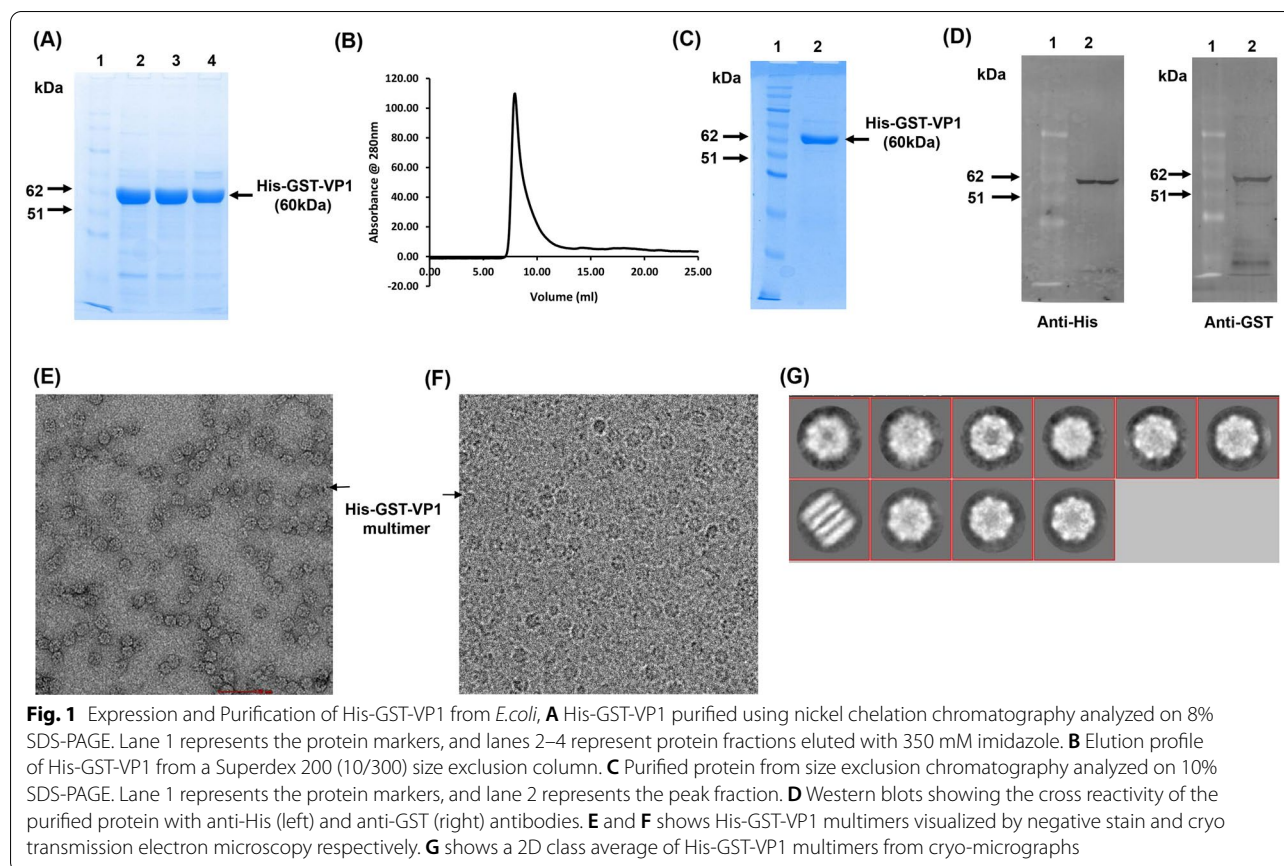 (A)
1 2 3 4
kDa
62
51
His-GST-VP1
(60kDa)
(B)
120.00
100.00
80.00
60.00
40.00
20.00
0.00
-20.00
Absorbance @ 280nm
0.00 5.00 10.00 15.00 20.00 25.00
Volume (ml)
(C)
1 2
kDa
62
51
His-GST-VP1
(60kDa)
(D)
1 2
kDa
62
51
Anti-His
1 2
62
51
Anti-GST
(E)
His-GST-VP1
multimer
(F)
(G)
Fig. 1 Expression and Purification of His-GST-VP1 from E.coli, A His-GST-VP1 purified using nickel chelation chromatography analyzed on 8%
SDS-PAGE. Lane 1 represents the protein markers, and lanes 2–4 represent protein fractions eluted with 350 mM imidazole. B Elution profile
of His-GST-VP1 from a Superdex 200 (10/300) size exclusion column. C Purified protein from size exclusion chromatography analyzed on 10%
SDS-PAGE. Lane 1 represents the protein markers, and lane 2 represents the peak fraction. D Western blots showing the cross reactivity of the
purified protein with anti-His (left) and anti-GST (right) antibodies. E and F shows His-GST-VP1 multimers visualized by negative stain and cryo
transmission electron microscopy respectively. G shows a 2D class average of His-GST-VP1 multimers from cryo-micrographs